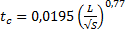 t_c = 0,0195 (L/√S)^0,77